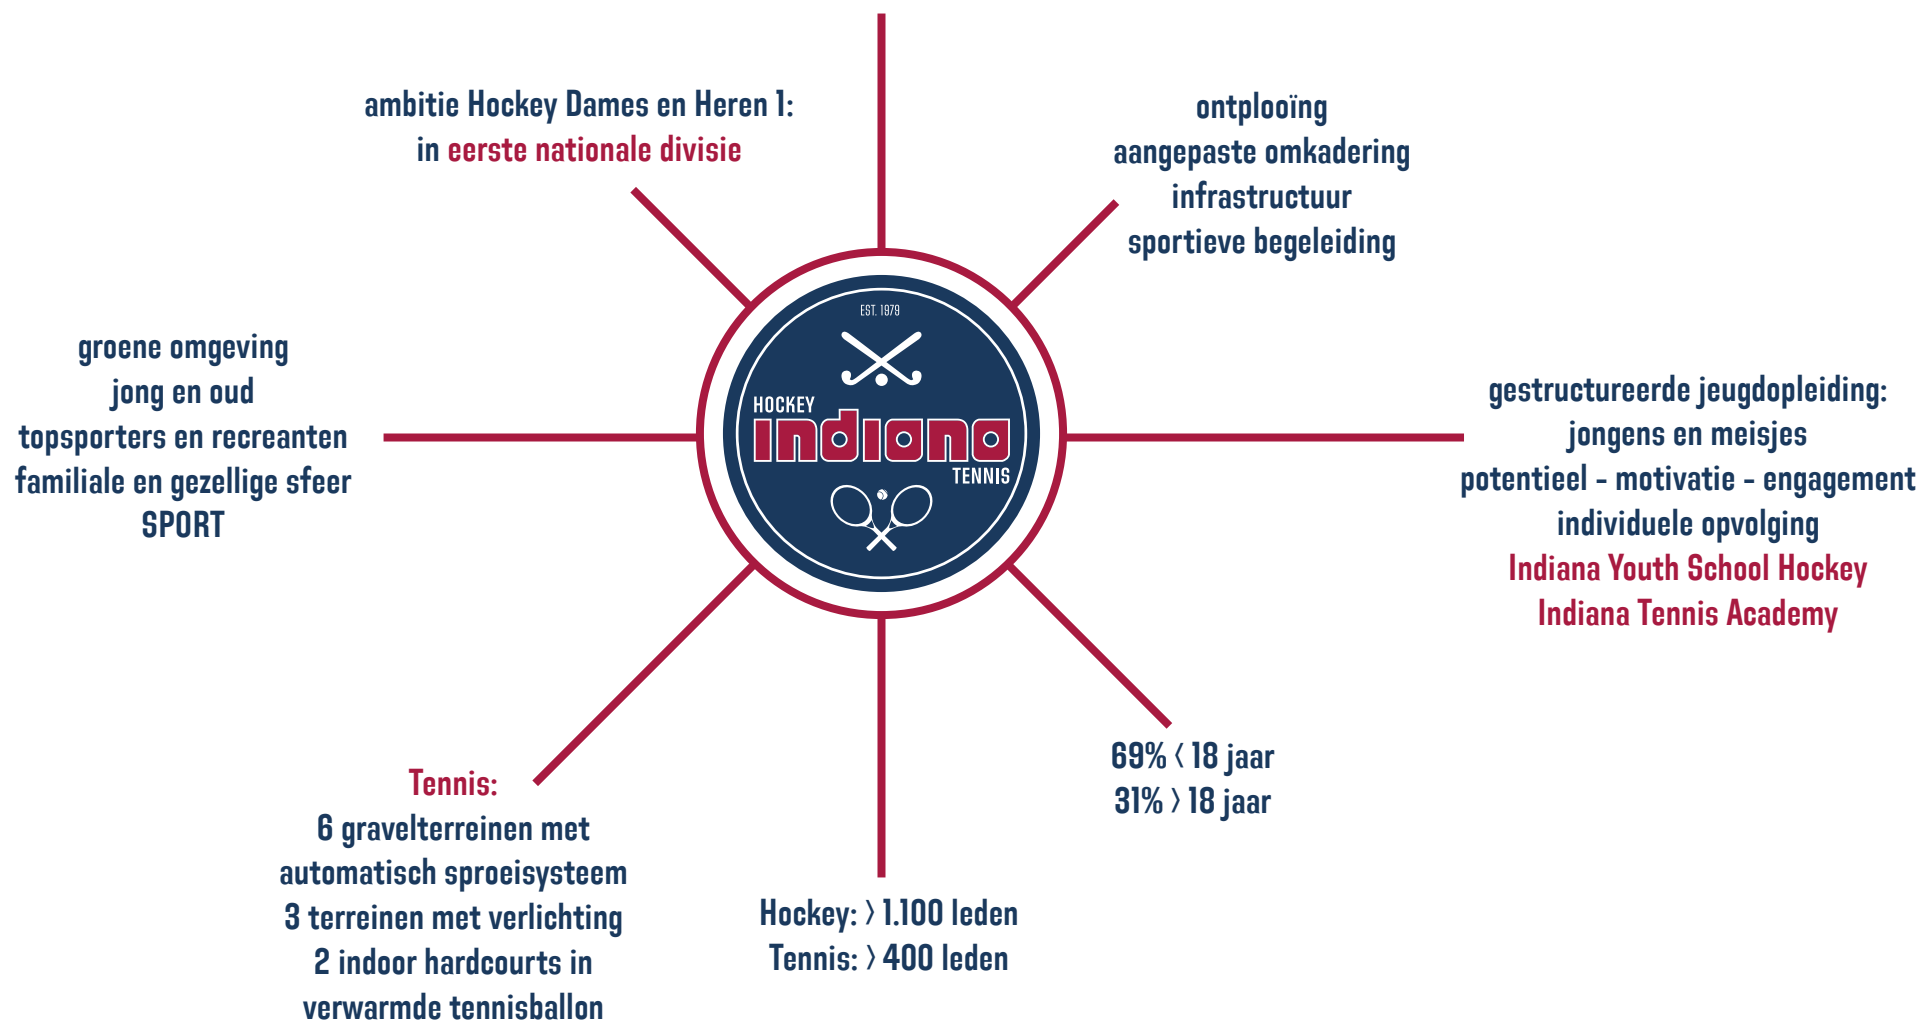 ambitie Hockey Dames en Heren 1:
in eerste nationale divisie
ontplooïng
aangepaste omkadering
infrastructuur
sportieve begeleiding
groene omgeving
jong en oud
topsporters en recreanten
familiale en gezellige sfeer
SPORT
EST. 1979
HOCKEY
indiana
TENNIS
gestructureerde jeugdopleiding:
jongens en meisjes
potentieel - motivatie - engagement
individuele opvolging
Indiana Youth School Hockey
Indiana Tennis Academy
Tennis:
6 gravelterreinen met
automatisch sproeisysteem
3 terreinen met verlichting
2 indoor hardcourts in
verwarmde tennisballon
Hockey: > 1.100 leden
Tennis: > 400 leden
69% < 18 jaar
31% > 18 jaar